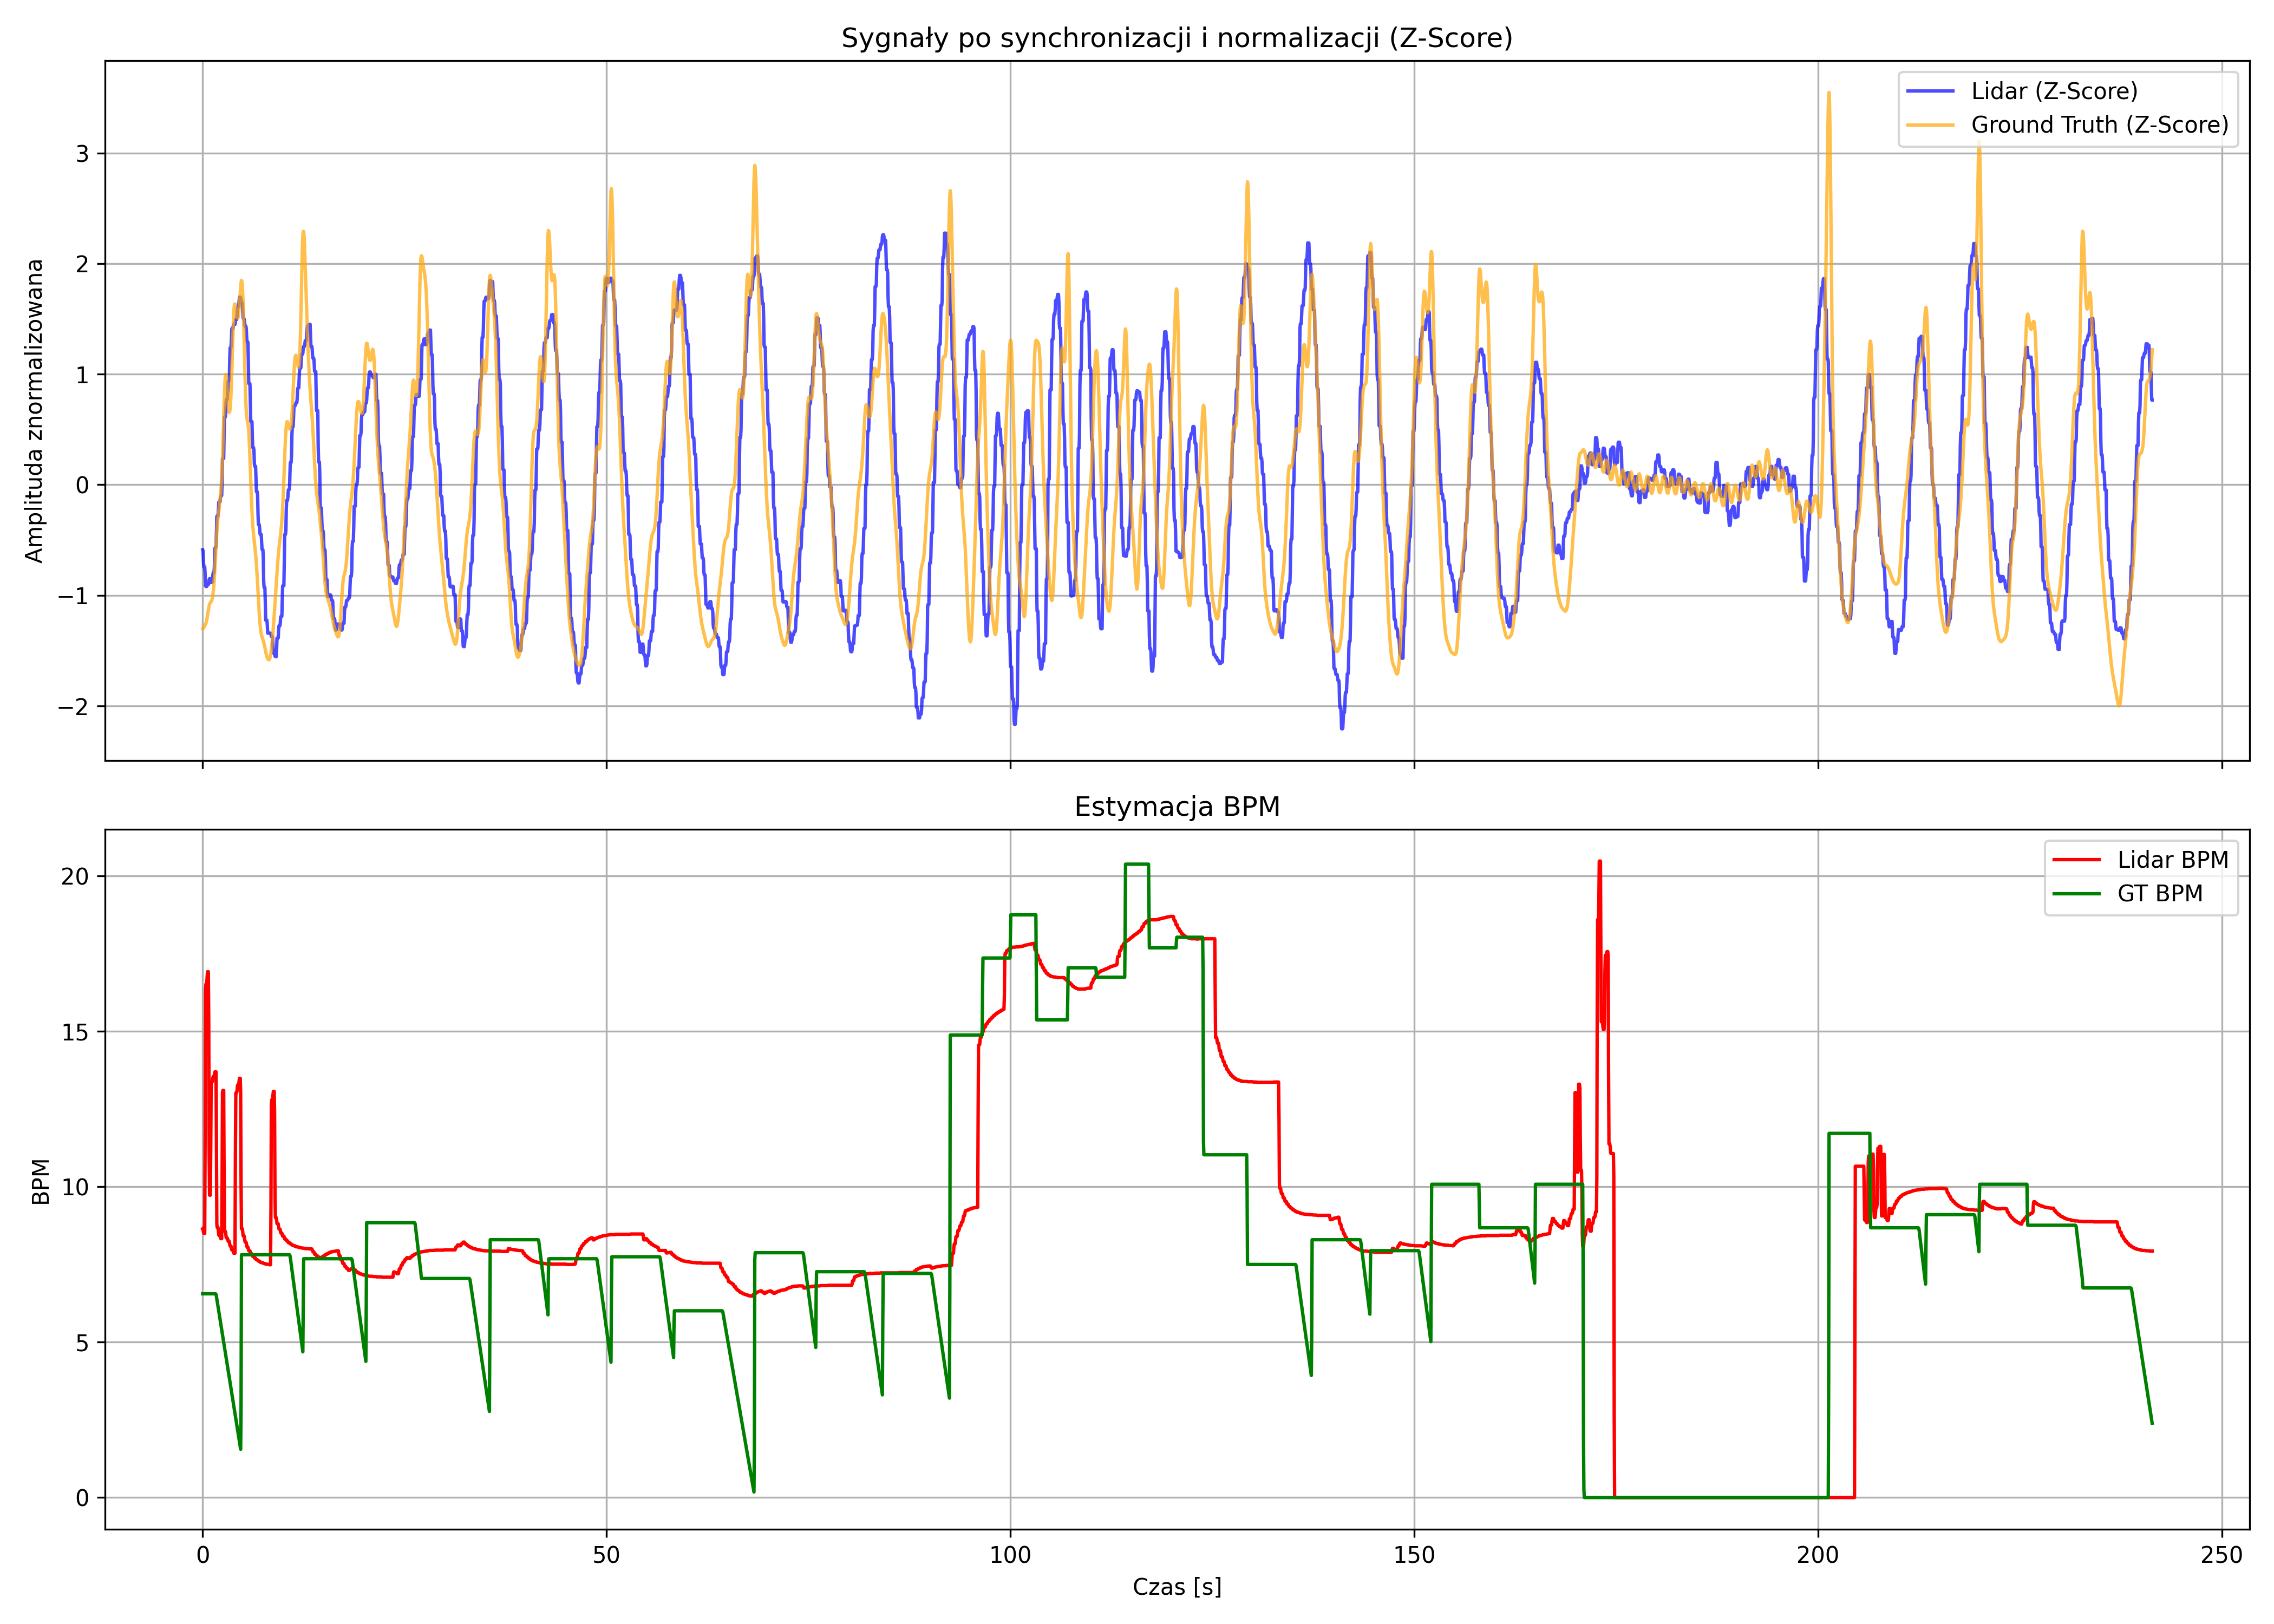 Sygnały po synchronizacji i normalizacji (Z-Score)
Lidar (Z-Score)
Ground Truth (Z-Score)
Amplituda znormalizowana
3
2
1
0
−1
−2
Estymacja BPM
Lidar BPM
GT BPM
BPM
20
15
10
5
0
0 50 100 150 200 250
Czas [s]